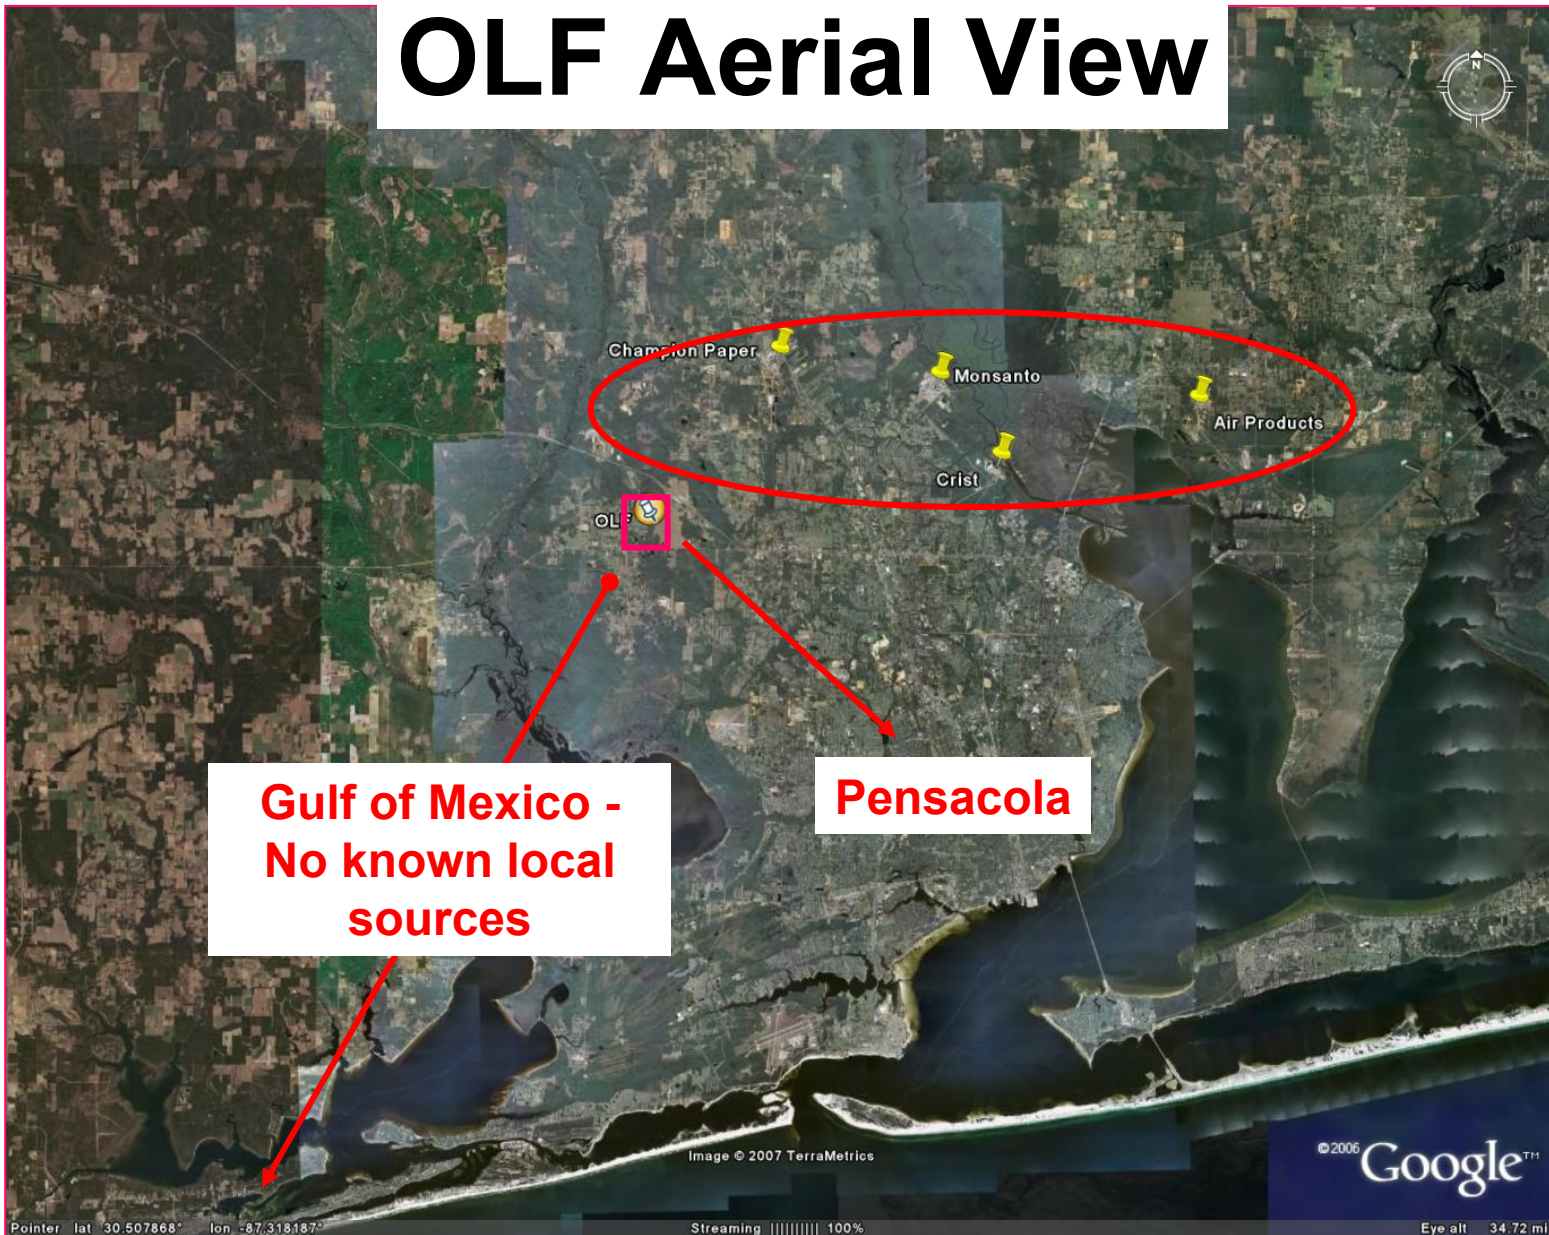 OLF Aerial View
N
Champion Paper
Monsanto
Air Products
Crist
OLF
Gulf of Mexico -
No known local
sources
Pensacola
Image © 2007 TerraMetrics
©2006 Google™
Pointer lat 30.507868° lon -87.318187°
Streaming |||||||||| 100%
Eye alt 34.72 mi